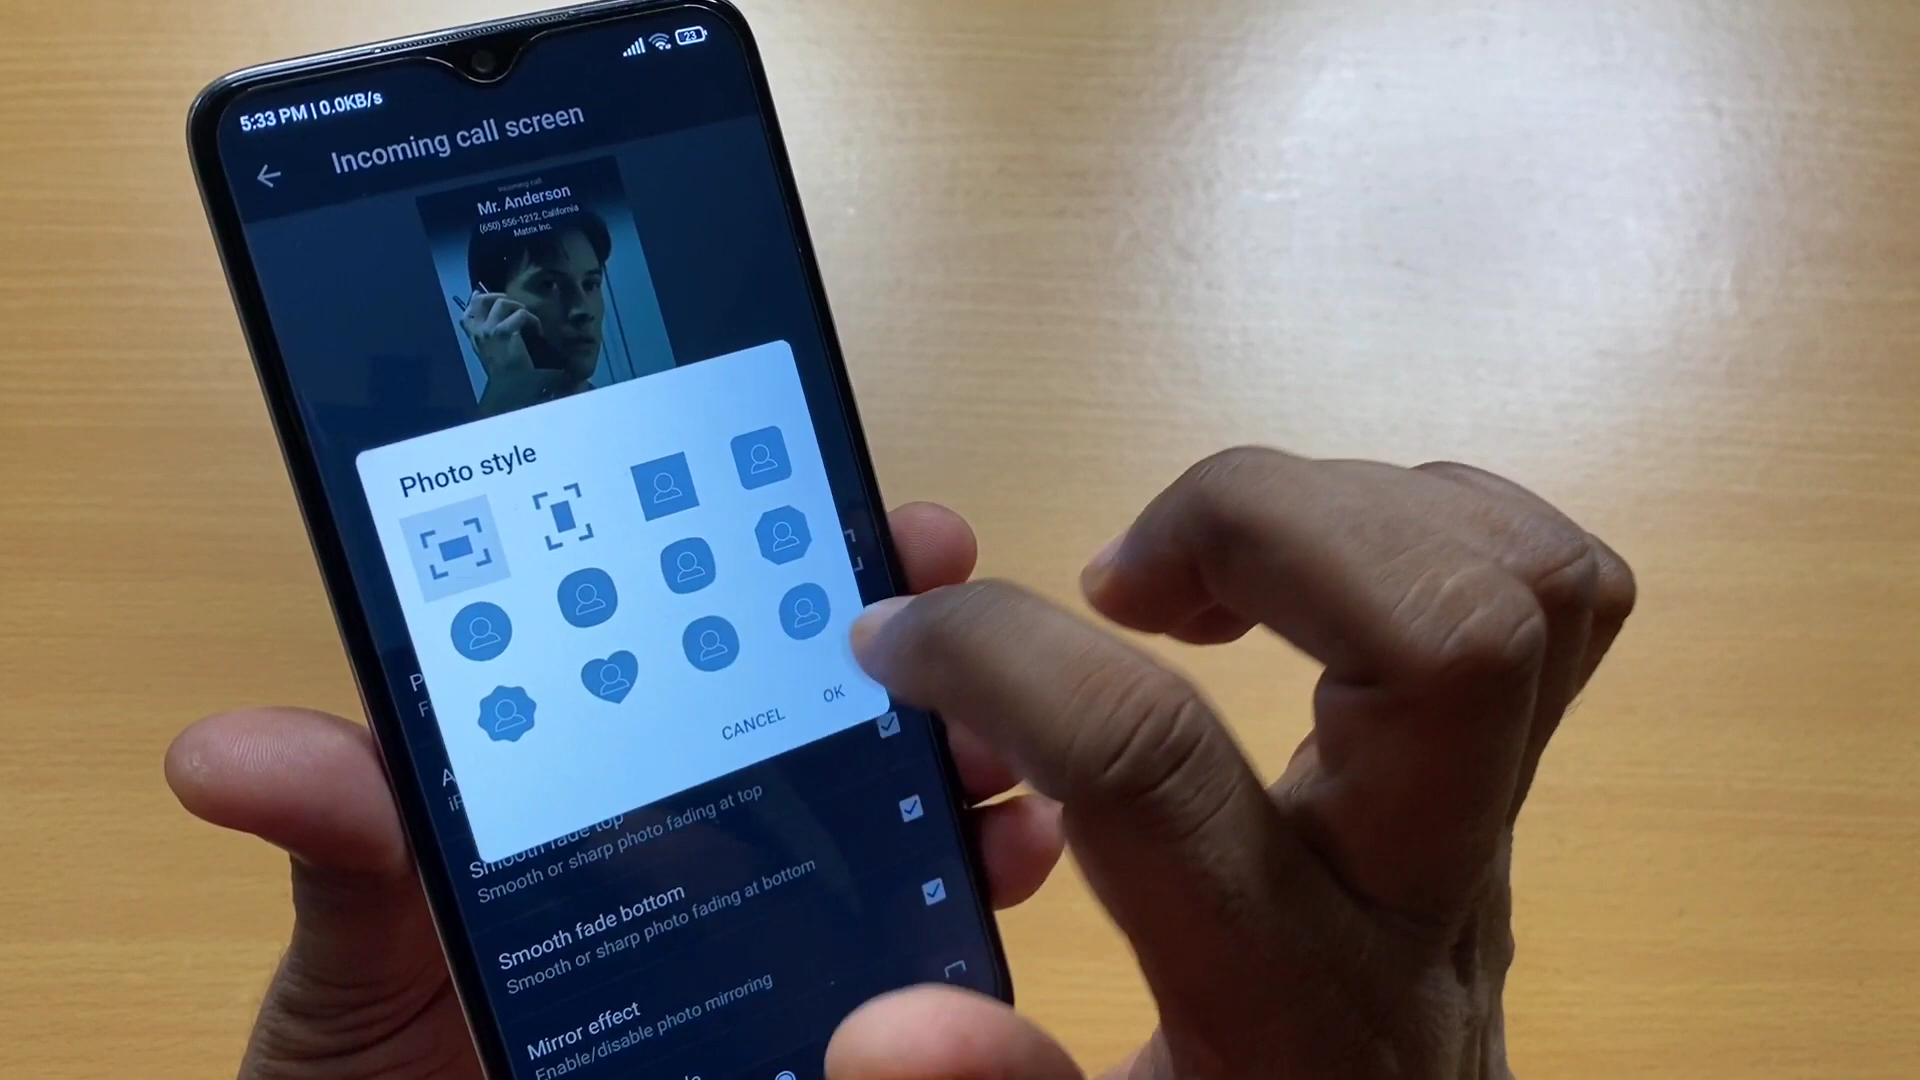 5:33 PM | 0.0KB/s
23
Incoming call screen
Incoming call
Mr. Anderson
(650) 556-1212, California
Matrix Inc.
Photo style
CANCEL
OK
Smooth fade top
Smooth or sharp photo fading at top
Smooth fade bottom
Smooth or sharp photo fading at bottom
Mirror effect
Enable/disable photo mirroring